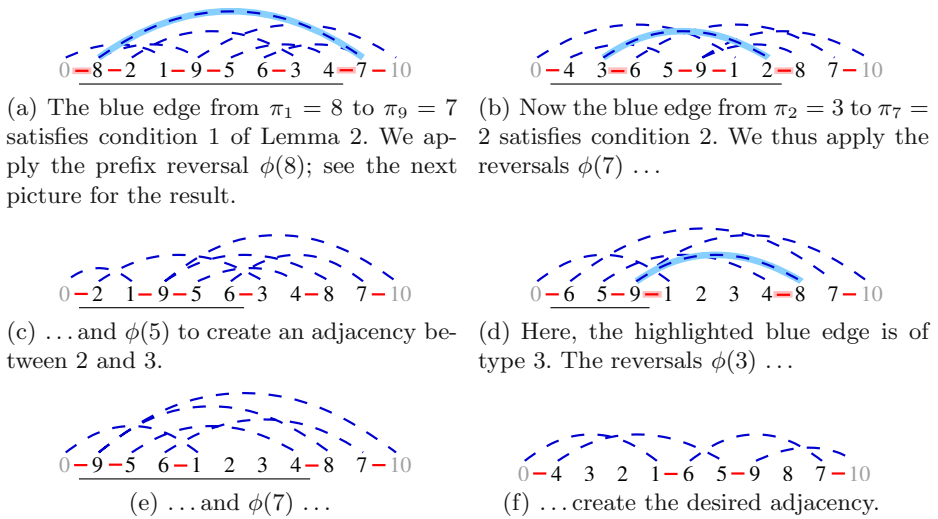 0 8 2 1 9 5 6 3 4 7 10
(a) The blue edge from π₁ = 8 to π₉ = 7
satisfies condition 1 of Lemma 2. We ap-
ply the prefix reversal ϕ(8); see the next
picture for the result.
0 4 3 6 5 9 1 2 8 7 10
(b) Now the blue edge from π₂ = 3 to π₇ =
2 satisfies condition 2. We thus apply the
reversals ϕ(7) ...
0 2 1 9 5 6 3 4 8 7 10
(c) ... and ϕ(5) to create an adjacency be-
tween 2 and 3.
0 6 5 9 1 2 3 4 8 7 10
(d) Here, the highlighted blue edge is of
type 3. The reversals ϕ(3) ...
0 9 5 6 1 2 3 4 8 7 10
(e) ... and ϕ(7) ...
0 4 3 2 1 6 5 9 8 7 10
(f) ... create the desired adjacency.